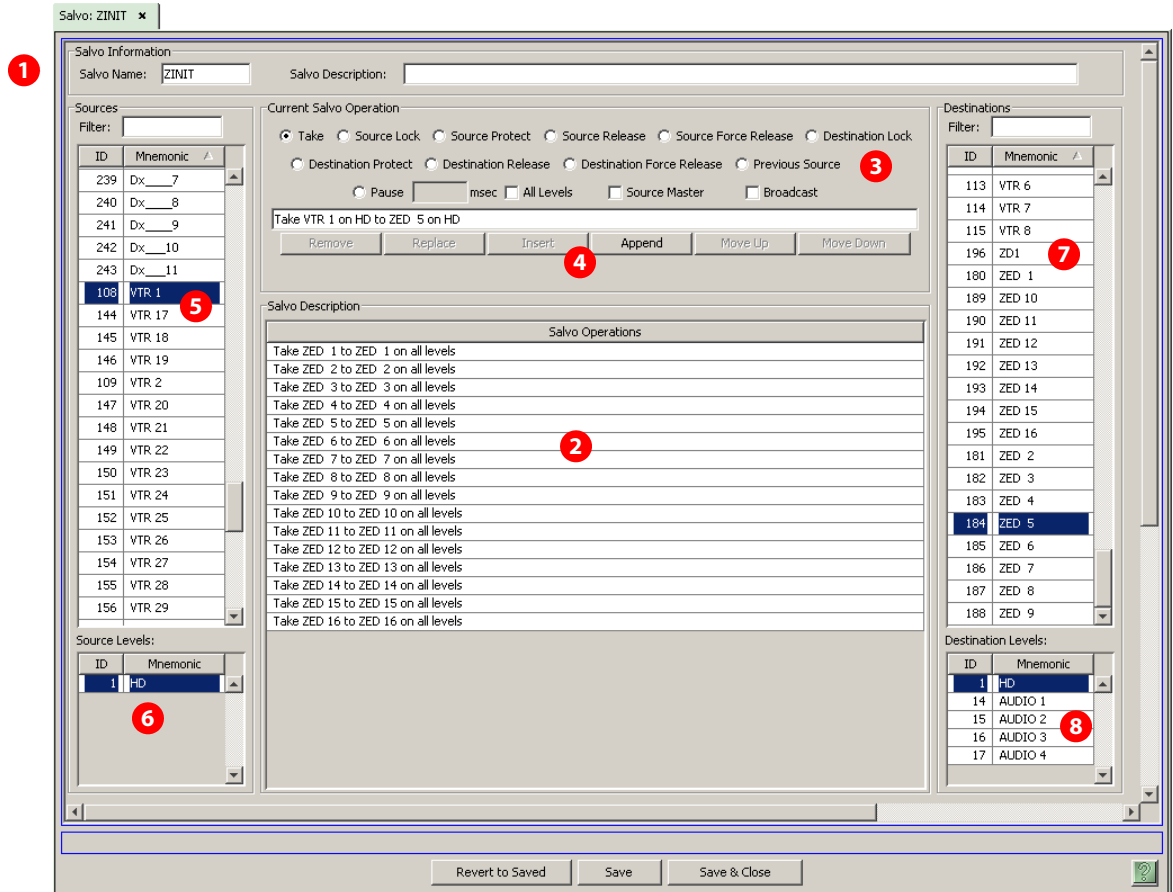 Salvo: ZINIT ×
1
Salvo Information
Salvo Name: ZINIT Salvo Description:
Sources
Filter:
ID Mnemonic
239 Dx___7
240 Dx____8
241 Dx____9
242 Dx___10
243 Dx___11
108 VTR 1
5
144 VTR 17
145 VTR 18
146 VTR 19
109 VTR 2
147 VTR 20
148 VTR 21
149 VTR 22
150 VTR 23
151 VTR 24
152 VTR 25
153 VTR 26
154 VTR 27
155 VTR 28
156 VTR 29
Source Levels:
ID Mnemonic
1 HD
6
Current Salvo Operation
Take Source Lock Source Protect Source Release Source Force Release Destination Lock
Destination Protect Destination Release Destination Force Release Previous Source
3
Pause msec All Levels Source Master Broadcast
Take VTR 1 on HD to ZED 5 on HD
Remove Replace Insert Append Move Up Move Down
4
Salvo Description
Salvo Operations
Take ZED 1 to ZED 1 on all levels
Take ZED 2 to ZED 2 on all levels
Take ZED 3 to ZED 3 on all levels
Take ZED 4 to ZED 4 on all levels
Take ZED 5 to ZED 5 on all levels
Take ZED 6 to ZED 6 on all levels
2
Take ZED 7 to ZED 7 on all levels
Take ZED 8 to ZED 8 on all levels
Take ZED 9 to ZED 9 on all levels
Take ZED 10 to ZED 10 on all levels
Take ZED 11 to ZED 11 on all levels
Take ZED 12 to ZED 12 on all levels
Take ZED 13 to ZED 13 on all levels
Take ZED 14 to ZED 14 on all levels
Take ZED 15 to ZED 15 on all levels
Take ZED 16 to ZED 16 on all levels
Destinations
Filter:
ID Mnemonic
113 VTR 6
114 VTR 7
115 VTR 8
196 ZD1
7
180 ZED 1
189 ZED 10
190 ZED 11
191 ZED 12
192 ZED 13
193 ZED 14
194 ZED 15
195 ZED 16
181 ZED 2
182 ZED 3
183 ZED 4
184 ZED 5
185 ZED 6
186 ZED 7
187 ZED 8
188 ZED 9
Destination Levels:
ID Mnemonic
1 HD
14 AUDIO 1
15 AUDIO 2
8
16 AUDIO 3
17 AUDIO 4
Revert to Saved Save Save & Close
?